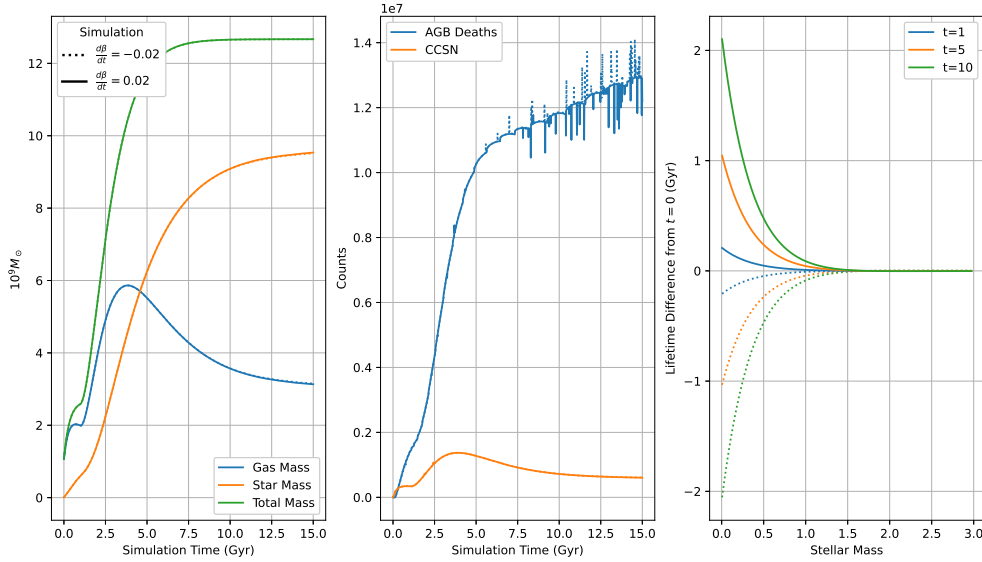 Simulation
dβ/dt = −0.02
dβ/dt = 0.02
Gas Mass
Star Mass
Total Mass
10⁹M⊙
0
2
4
6
8
10
12
0.0 2.5 5.0 7.5 10.0 12.5 15.0
Simulation Time (Gyr)
1e7
AGB Deaths
CCSN
Counts
0.0
0.2
0.4
0.6
0.8
1.0
1.2
1.4
0.0 2.5 5.0 7.5 10.0 12.5 15.0
Simulation Time (Gyr)
t=1
t=5
t=10
Lifetime Difference from t = 0 (Gyr)
2
1
0
−1
−2
0.0 0.5 1.0 1.5 2.0 2.5 3.0
Stellar Mass